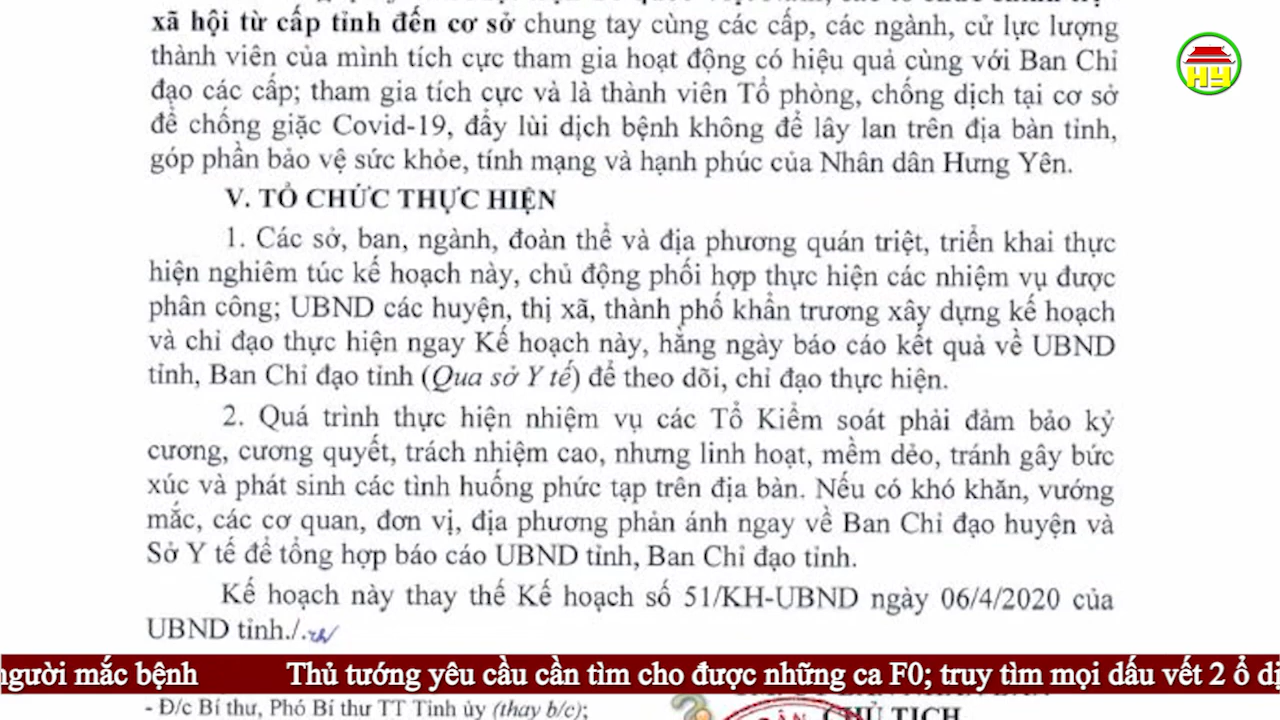 xã hội từ cấp tỉnh đến cơ sở chung tay cùng các cấp, các ngành, cử lực lượng
thành viên của mình tích cực tham gia hoạt động có hiệu quả cùng với Ban Chỉ
đạo các cấp; tham gia tích cực và là thành viên Tổ phòng, chống dịch tại cơ sở
để chống giặc Covid-19, đẩy lùi dịch bệnh không để lây lan trên địa bàn tỉnh,
góp phần bảo vệ sức khỏe, tính mạng và hạnh phúc của Nhân dân Hưng Yên.
HY
V. TỔ CHỨC THỰC HIỆN
1. Các sở, ban, ngành, đoàn thể và địa phương quán triệt, triển khai thực
hiện nghiêm túc kế hoạch này, chủ động phối hợp thực hiện các nhiệm vụ được
phân công; UBND các huyện, thị xã, thành phố khẩn trương xây dựng kế hoạch
và chỉ đạo thực hiện ngay Kế hoạch này, hằng ngày báo cáo kết quả về UBND
tỉnh, Ban Chỉ đạo tỉnh (Qua sở Y tế) để theo dõi, chỉ đạo thực hiện.
2. Quá trình thực hiện nhiệm vụ các Tổ Kiểm soát phải đảm bảo kỷ
cương, cương quyết, trách nhiệm cao, nhưng linh hoạt, mềm dẻo, tránh gây bức
xúc và phát sinh các tình huống phức tạp trên địa bàn. Nếu có khó khăn, vướng
mắc, các cơ quan, đơn vị, địa phương phản ánh ngay về Ban Chỉ đạo huyện và
Sở Y tế để tổng hợp báo cáo UBND tỉnh, Ban Chỉ đạo tỉnh.
Kế hoạch này thay thế Kế hoạch số 51/KH-UBND ngày 06/4/2020 của
UBND tỉnh./.
người mắc bệnh Thủ tướng yêu cầu cần tìm cho được những ca F0; truy tìm mọi dấu vết 2 ổ dị
- Đ/c Bí thư, Phó Bí thư TT Tỉnh ủy (thay b/c);
CHỦ TỊCH